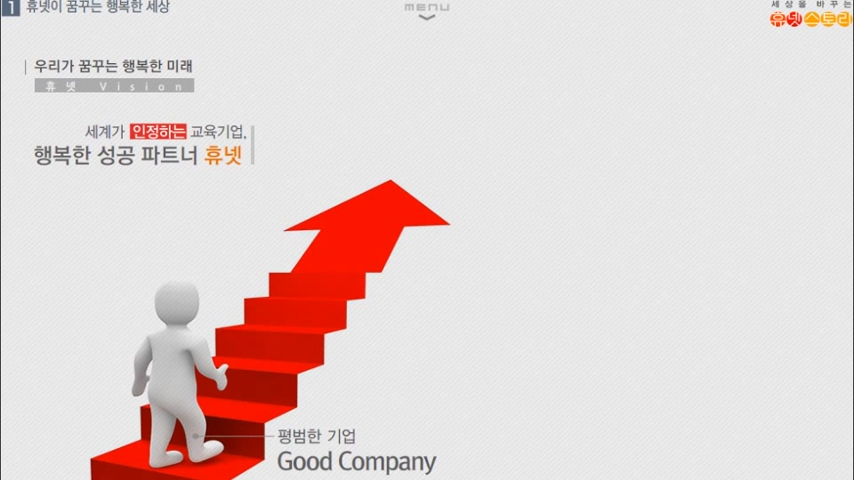 1 휴넷이 꿈꾸는 행복한 세상
MENU
세상을 바꾸는
휴넷스토리
우리가 꿈꾸는 행복한 미래
휴넷 Vision
세계가 인정하는 교육기업,
행복한 성공 파트너 휴넷
평범한 기업
Good Company